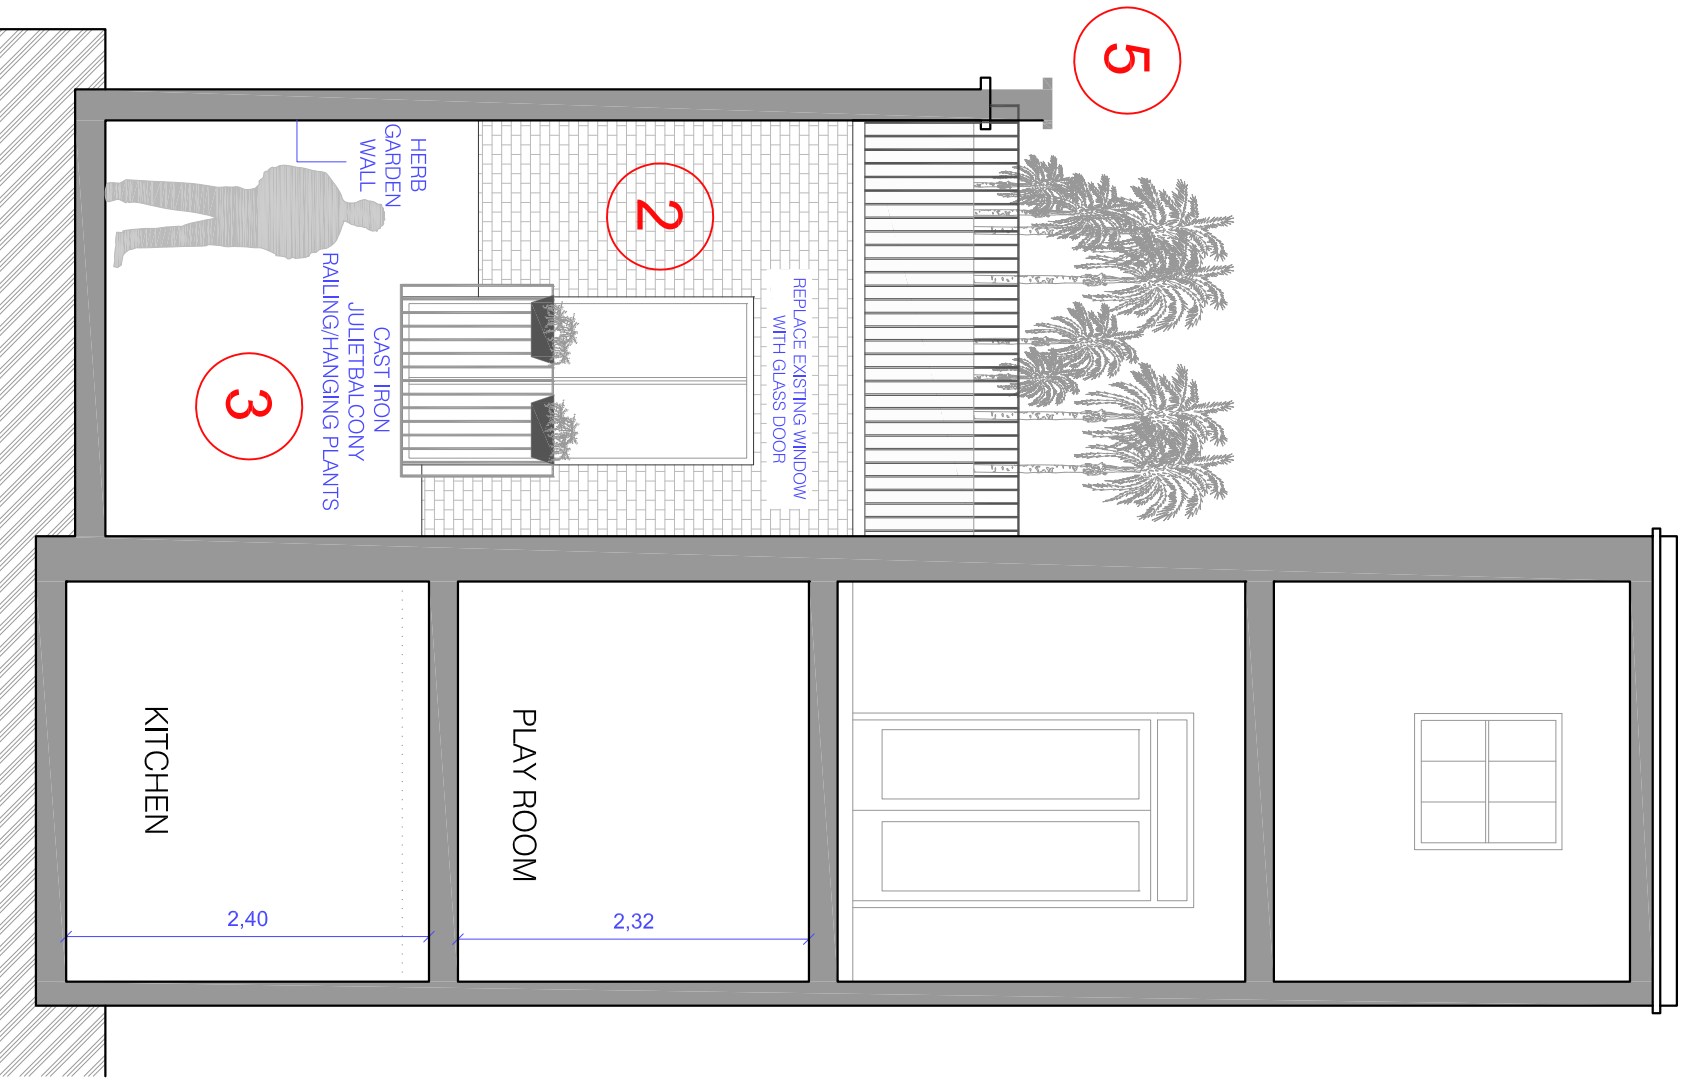 5
2
REPLACE EXISTING WINDOW
WITH GLASS DOOR
HERB
GARDEN
WALL
CAST IRON
JULIETBALCONY
RAILING/HANGING PLANTS
3
PLAY ROOM
2,32
KITCHEN
2,40